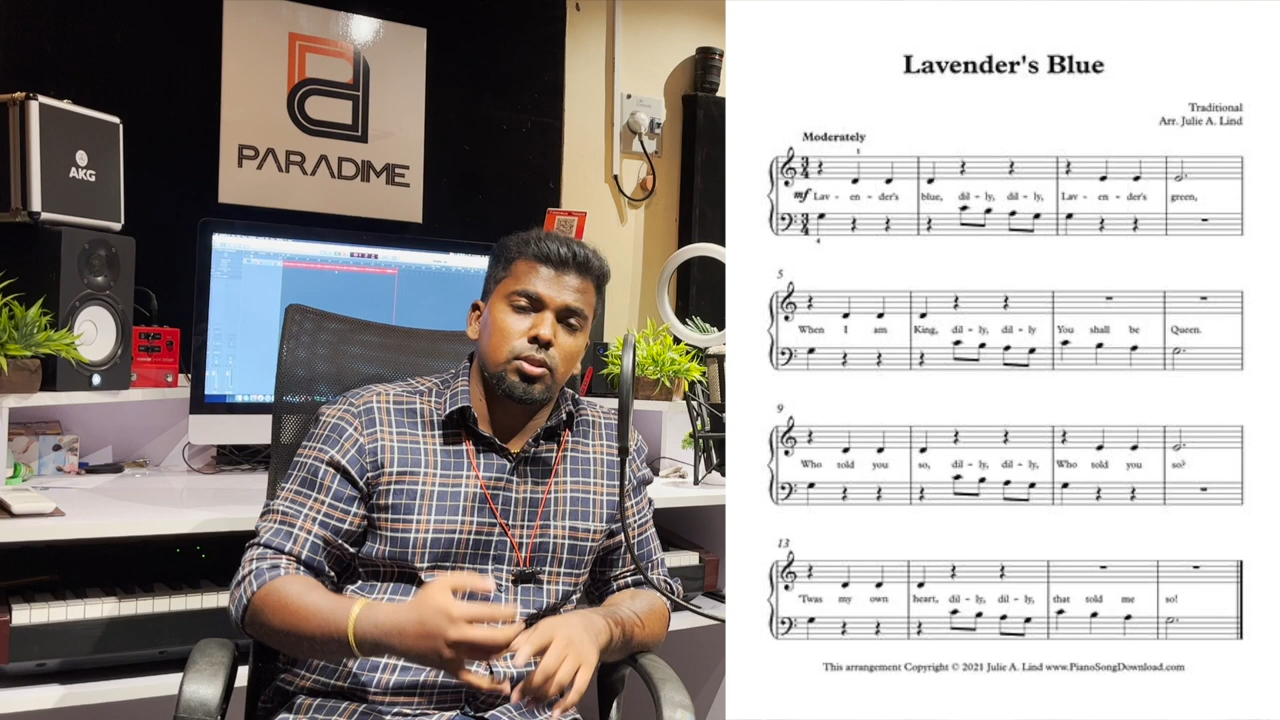 PARADIME
AKG
Lavender's Blue
Traditional
Arr. Julie A. Lind
Moderately
1
mf Lav - en - der's blue, dil - ly, dil - ly, Lav - en - der's green,
4
5
When I am King, dil - ly, dil - ly You shall be Queen.
9
Who told you so, dil - ly, dil - ly, Who told you so?
13
'Twas my own heart, dil - ly, dil - ly, that told me so!
This arrangement Copyright © 2021 Julie A. Lind www.PianoSongDownload.com